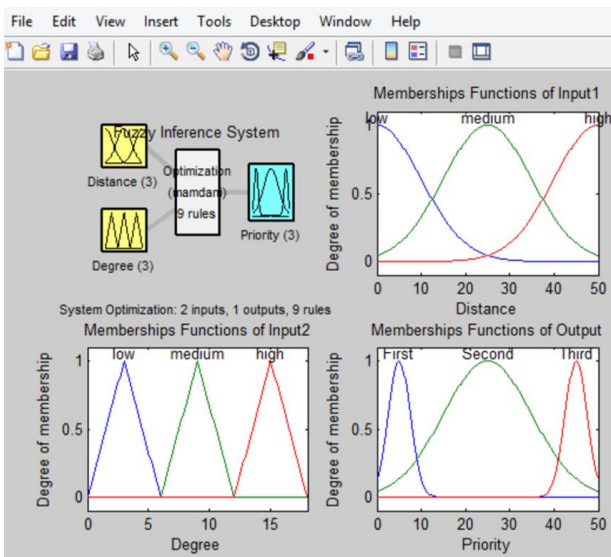 File Edit View Insert Tools Desktop Window Help
Fuzzy Inference System
Distance (3)
Degree (3)
Optimization
(mamdani)
9 rules
Priority (3)
System Optimization: 2 inputs, 1 outputs, 9 rules
Memberships Functions of Input1
low medium high
Degree of membership
1
0.5
0
0 10 20 30 40 50
Distance
Memberships Functions of Input2
low medium high
Degree of membership
1
0.5
0
0 5 10 15
Degree
Memberships Functions of Output
First Second Third
Degree of membership
1
0.5
0
0 10 20 30 40 50
Priority